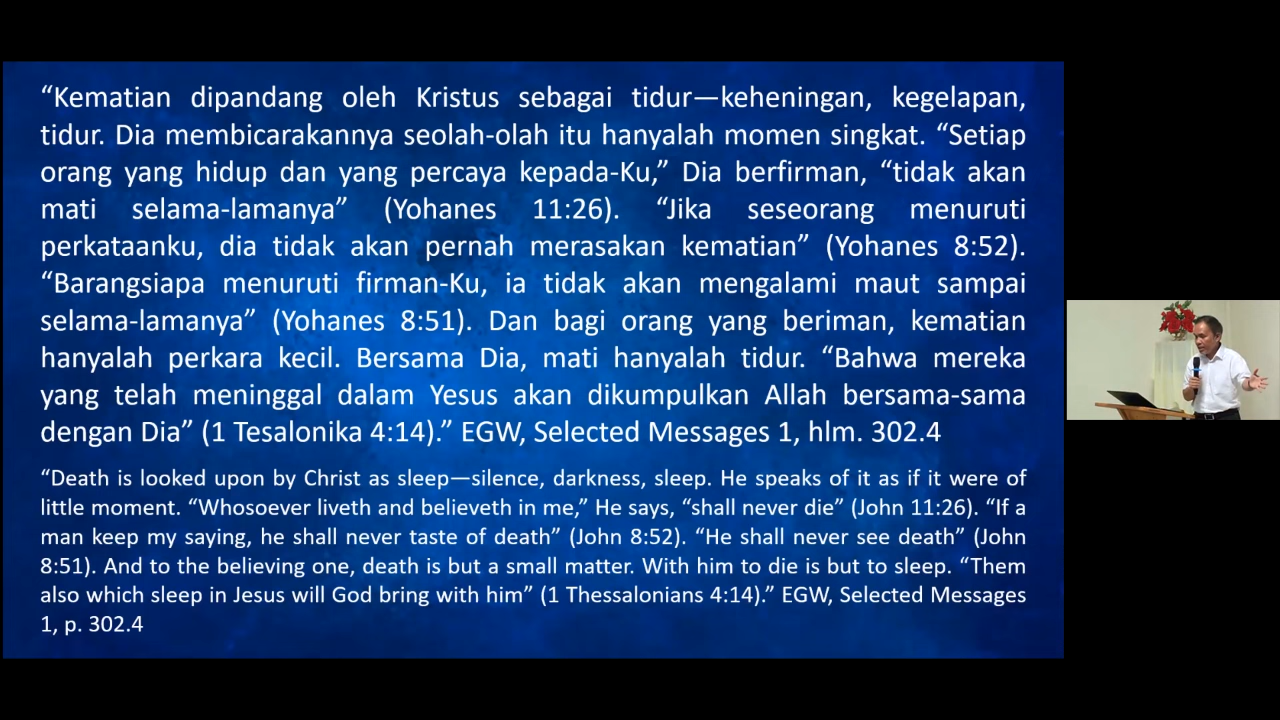 “Kematian dipandang oleh Kristus sebagai tidur—keheningan, kegelapan,
tidur. Dia membicarakannya seolah-olah itu hanyalah momen singkat. “Setiap
orang yang hidup dan yang percaya kepada-Ku,” Dia berfirman, “tidak akan
mati selama-lamanya” (Yohanes 11:26). “Jika seseorang menuruti
perkataanku, dia tidak akan pernah merasakan kematian” (Yohanes 8:52).
“Barangsiapa menuruti firman-Ku, ia tidak akan mengalami maut sampai
selama-lamanya” (Yohanes 8:51). Dan bagi orang yang beriman, kematian
hanyalah perkara kecil. Bersama Dia, mati hanyalah tidur. “Bahwa mereka
yang telah meninggal dalam Yesus akan dikumpulkan Allah bersama-sama
dengan Dia” (1 Tesalonika 4:14).” EGW, Selected Messages 1, hlm. 302.4
“Death is looked upon by Christ as sleep—silence, darkness, sleep. He speaks of it as if it were of
little moment. “Whosoever liveth and believeth in me,” He says, “shall never die” (John 11:26). “If a
man keep my saying, he shall never taste of death” (John 8:52). “He shall never see death” (John
8:51). And to the believing one, death is but a small matter. With him to die is but to sleep. “Them
also which sleep in Jesus will God bring with him” (1 Thessalonians 4:14).” EGW, Selected Messages
1, p. 302.4